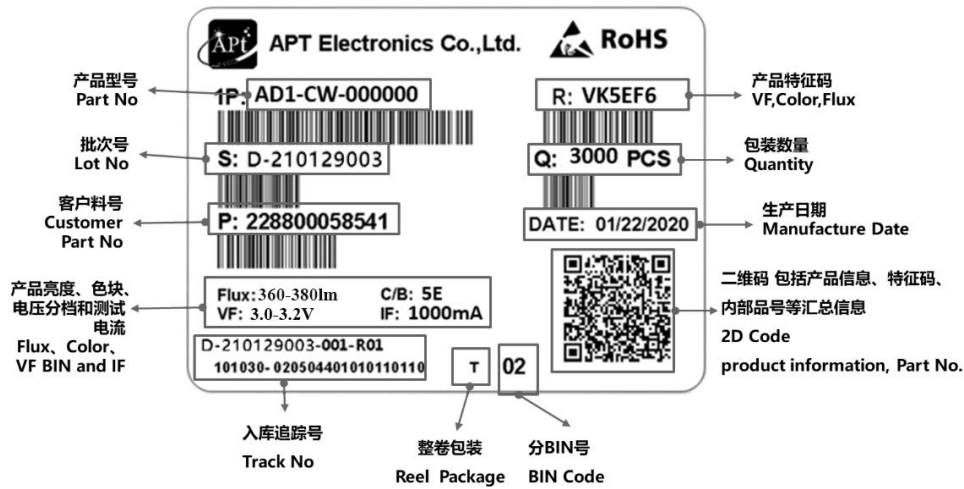 APT
APT Electronics Co.,Ltd.
RoHS
产品型号
Part No
1P: AD1-CW-000000
R: VK5EF6
产品特征码
VF,Color,Flux
批次号
Lot No
S: D-210129003
Q: 3000 PCS
包装数量
Quantity
客户料号
Customer
Part No
P: 228800058541
DATE: 01/22/2020
生产日期
Manufacture Date
产品亮度、色块、
电压分档和测试
电流
Flux、Color、
VF BIN and IF
Flux: 360-380lm
C/B: 5E
VF: 3.0-3.2V
IF: 1000mA
二维码 包括产品信息、特征码、
内部品号等汇总信息
2D Code
product information, Part No.
D-210129003-001-R01
101030- 020504401010110110
T
02
入库追踪号
Track No
整卷包装
Reel Package
分BIN号
BIN Code